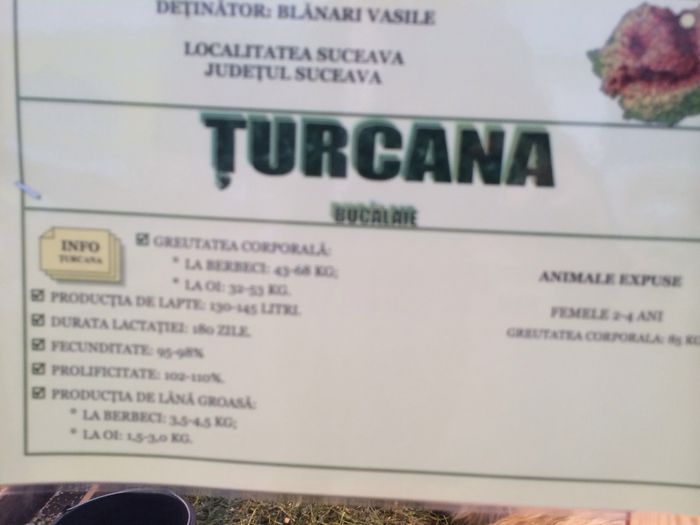 DEȚINĂTOR: BLĂNARI VASILE
LOCALITATEA SUCEAVA
JUDEȚUL SUCEAVA
ȚURCANA
BUCĂLAIE
INFO
ȚURCANA
GREUTATEA CORPORALĂ:
* LA BERBECI: 43-68 KG;
* LA OI: 32-53 KG.
PRODUCȚIA DE LAPTE: 130-145 LITRI.
DURATA LACTAȚIEI: 180 ZILE.
FECUNDITATE: 95-98%
PROLIFICITATE: 102-110%.
PRODUCȚIA DE LÂNĂ GROASĂ:
* LA BERBECI: 3,5-4,5 KG;
* LA OI: 1,5-3,0 KG.
ANIMALE EXPUSE
FEMELE 2-4 ANI
GREUTATEA CORPORALA: 85 KG